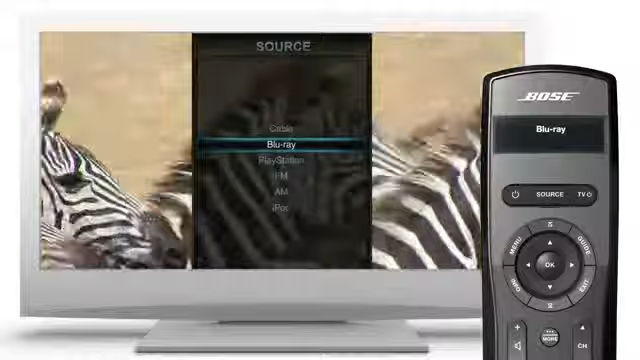 SOURCE
Cable
Blu-ray
PlayStation
FM
AM
iPod
BOSE
Blu-ray
SOURCE
TV
MENU
GUIDE
OK
INFO
EXIT
+
MORE
CH